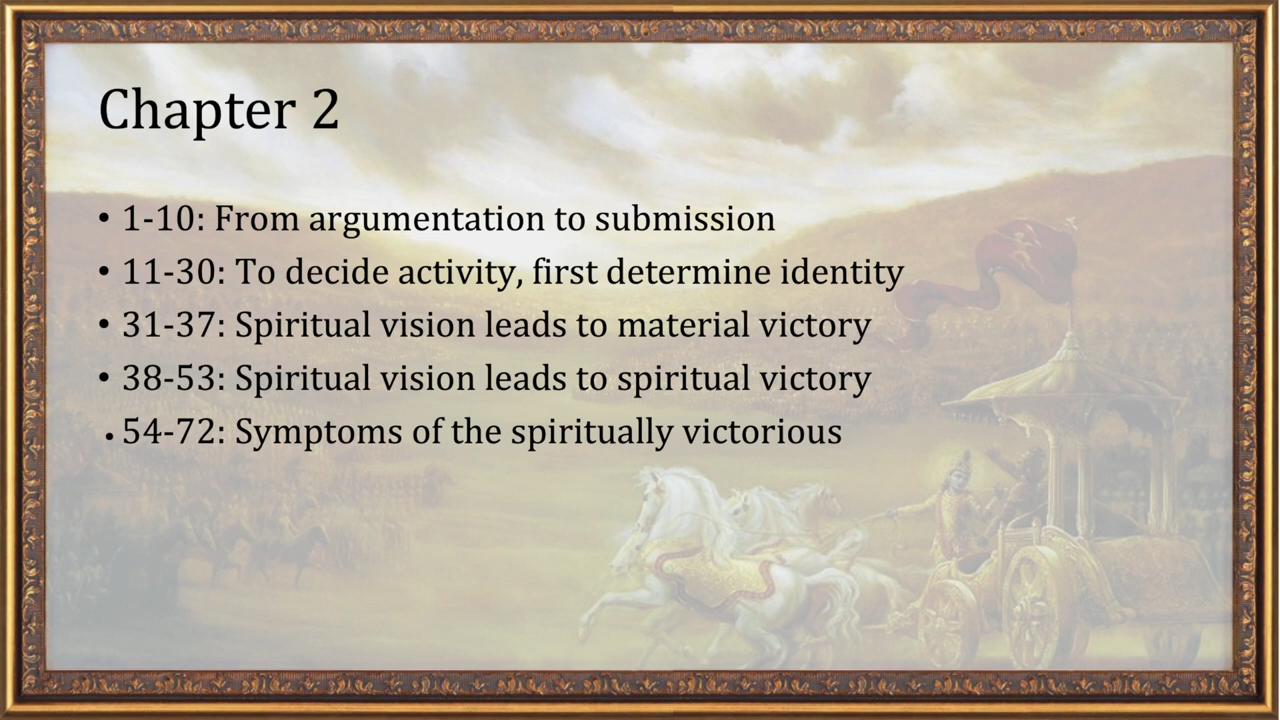 Chapter 2
• 1-10: From argumentation to submission
• 11-30: To decide activity, first determine identity
• 31-37: Spiritual vision leads to material victory
• 38-53: Spiritual vision leads to spiritual victory
• 54-72: Symptoms of the spiritually victorious